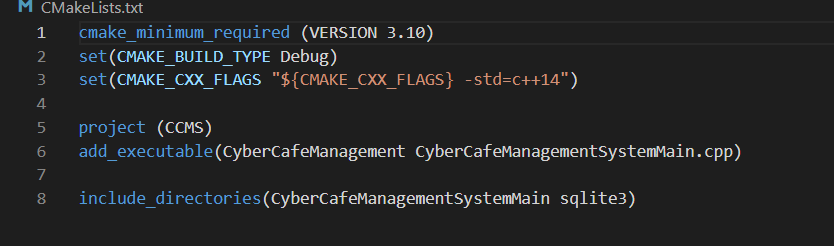 CMakeLists.txt
1 cmake_minimum_required (VERSION 3.10)
2 set(CMAKE_BUILD_TYPE Debug)
3 set(CMAKE_CXX_FLAGS "${CMAKE_CXX_FLAGS} -std=c++14")
4
5 project (CCMS)
6 add_executable(CyberCafeManagement CyberCafeManagementSystemMain.cpp)
7
8 include_directories(CyberCafeManagementSystemMain sqlite3)